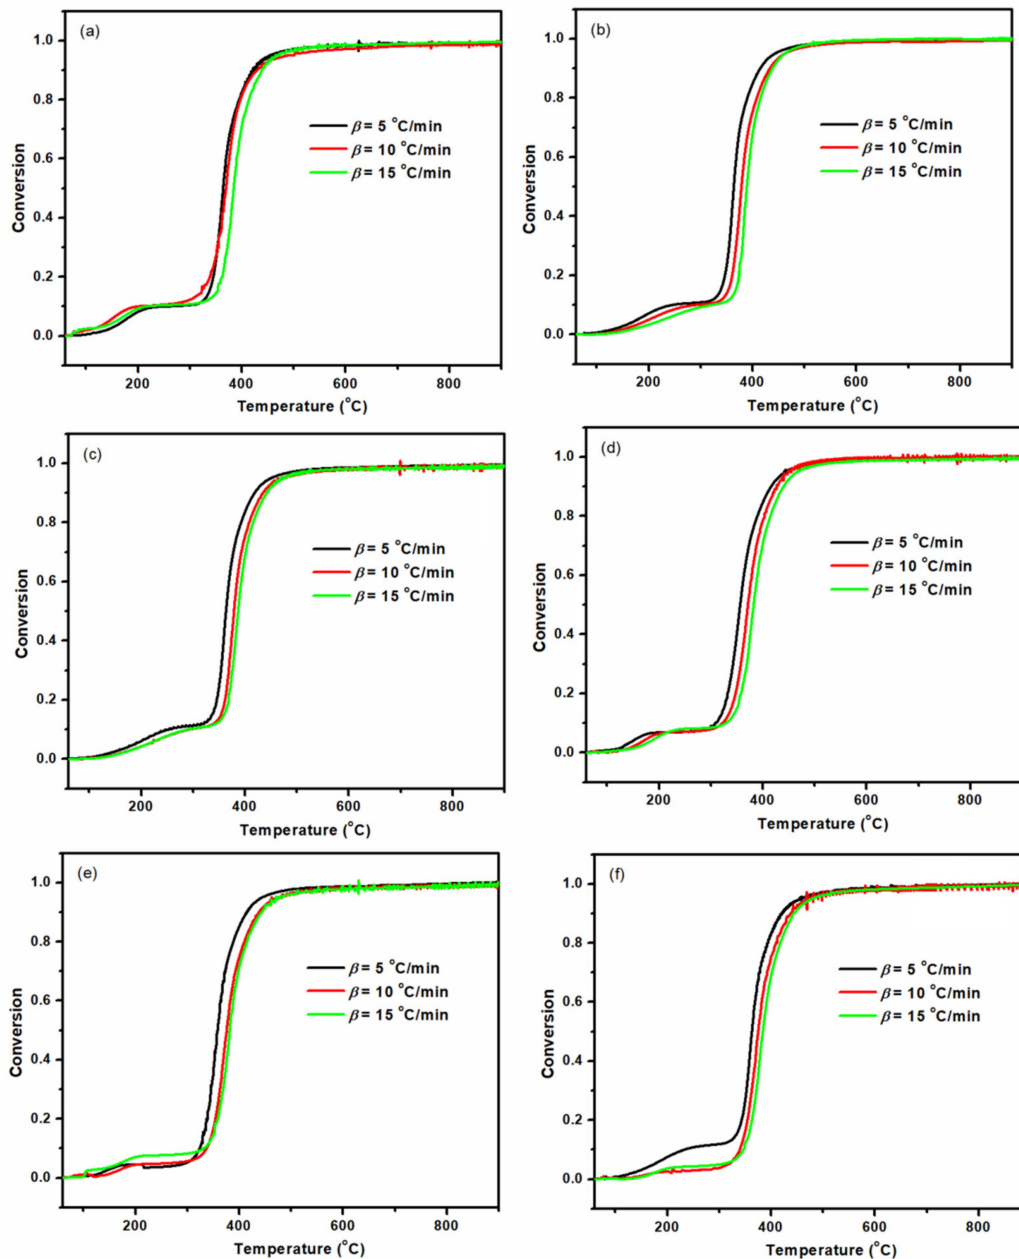 (a)
1.0
0.8
0.6
0.4
0.2
0.0
Conversion
β = 5 °C/min
β = 10 °C/min
β = 15 °C/min
200 400 600 800
Temperature (°C)
(b)
1.0
0.8
0.6
0.4
0.2
0.0
Conversion
β = 5 °C/min
β = 10 °C/min
β = 15 °C/min
200 400 600 800
Temperature (°C)
(c)
1.0
0.8
0.6
0.4
0.2
0.0
Conversion
β = 5 °C/min
β = 10 °C/min
β = 15 °C/min
200 400 600 800
Temperature (°C)
(d)
1.0
0.8
0.6
0.4
0.2
0.0
Conversion
β = 5 °C/min
β = 10 °C/min
β = 15 °C/min
200 400 600 800
Temperature (°C)
(e)
1.0
0.8
0.6
0.4
0.2
0.0
Conversion
β = 5 °C/min
β = 10 °C/min
β = 15 °C/min
200 400 600 800
Temperature (°C)
(f)
1.0
0.8
0.6
0.4
0.2
0.0
Conversion
β = 5 °C/min
β = 10 °C/min
β = 15 °C/min
200 400 600 800
Temperature (°C)